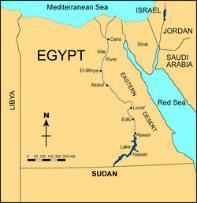 Mediterranean Sea
ISRAEL
JORDAN
Cairo
EGYPT
Nile
River
Sinai
SAUDI
ARABIA
El-Minya
Assiut
EASTERN
DESERT
LIBYA
Luxor
Edfu
Red Sea
Aswan
Lake
Nasser
N
SUDAN